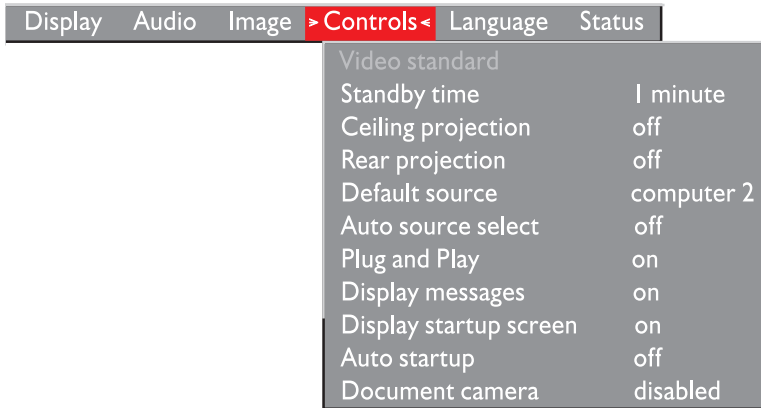 Display Audio Image >Controls< Language Status
Video standard
Standby time 1 minute
Ceiling projection off
Rear projection off
Default source computer 2
Auto source select off
Plug and Play on
Display messages on
Display startup screen on
Auto startup off
Document camera disabled